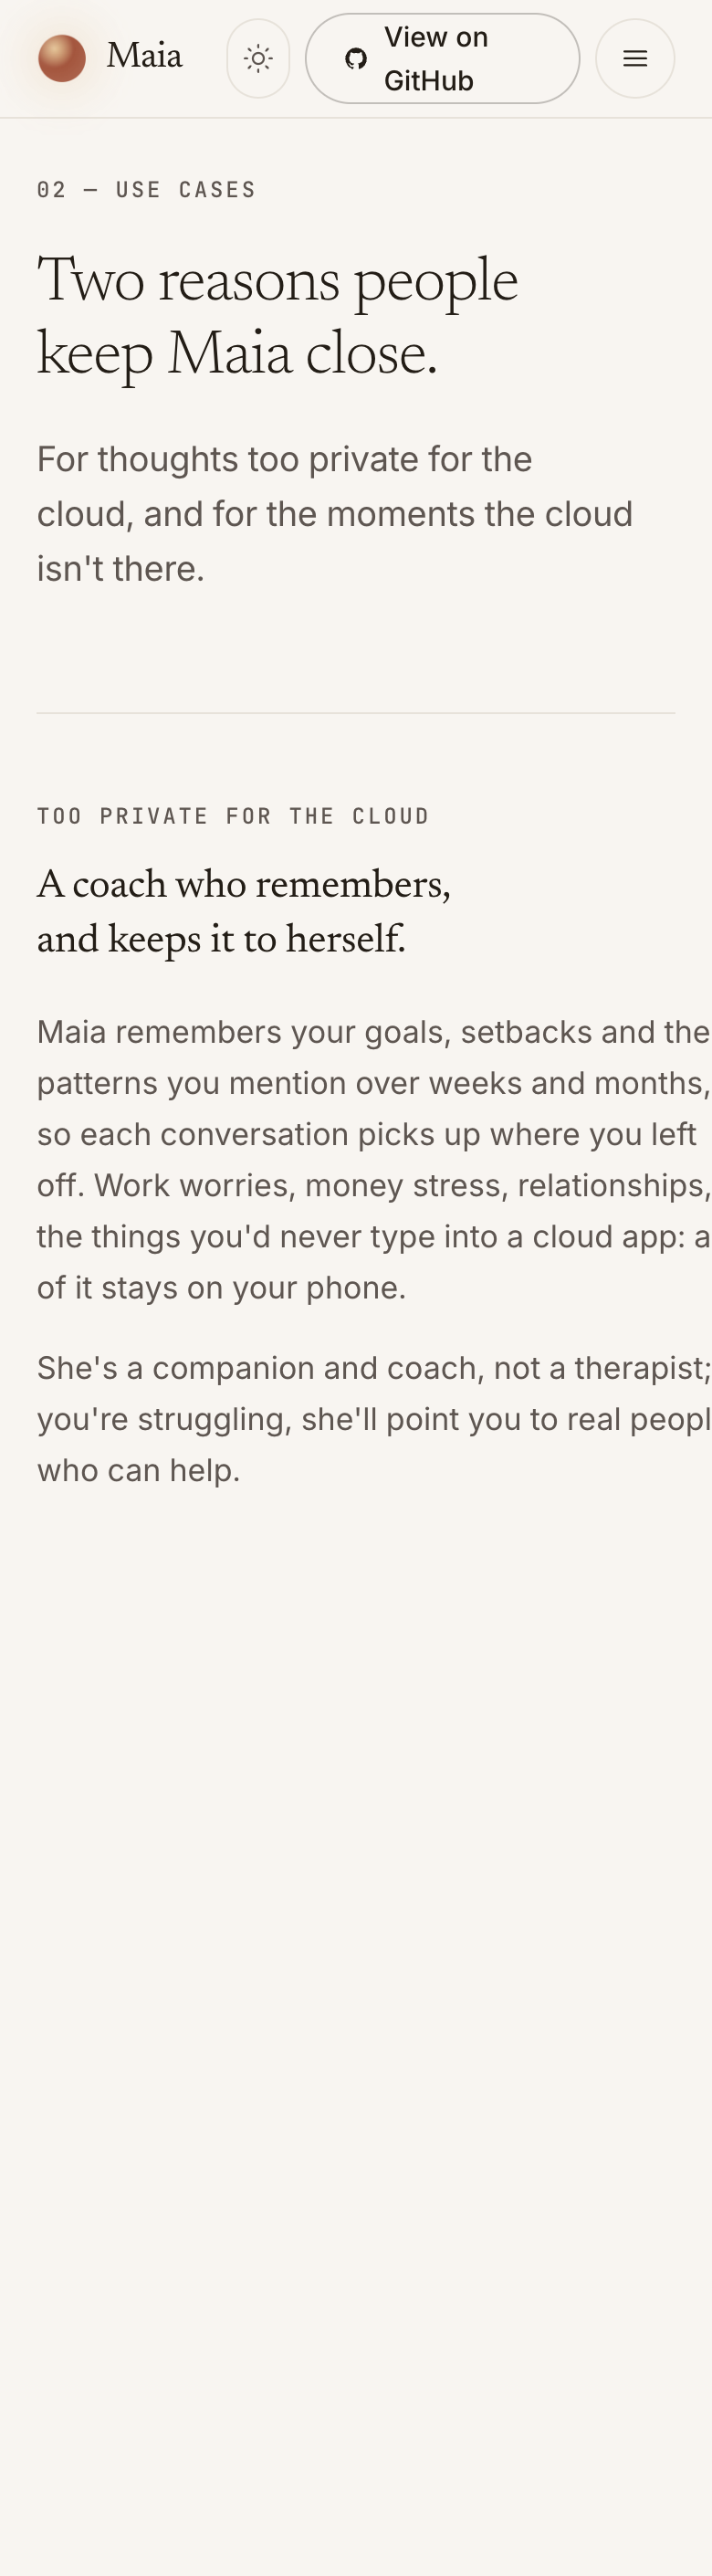 Maia
View on
GitHub
02 — USE CASES
Two reasons people
keep Maia close.
For thoughts too private for the
cloud, and for the moments the cloud
isn't there.
TOO PRIVATE FOR THE CLOUD
A coach who remembers,
and keeps it to herself.
Maia remembers your goals, setbacks and the
patterns you mention over weeks and months,
so each conversation picks up where you left
off. Work worries, money stress, relationships,
the things you'd never type into a cloud app: a
of it stays on your phone.
She's a companion and coach, not a therapist;
you're struggling, she'll point you to real peopl
who can help.